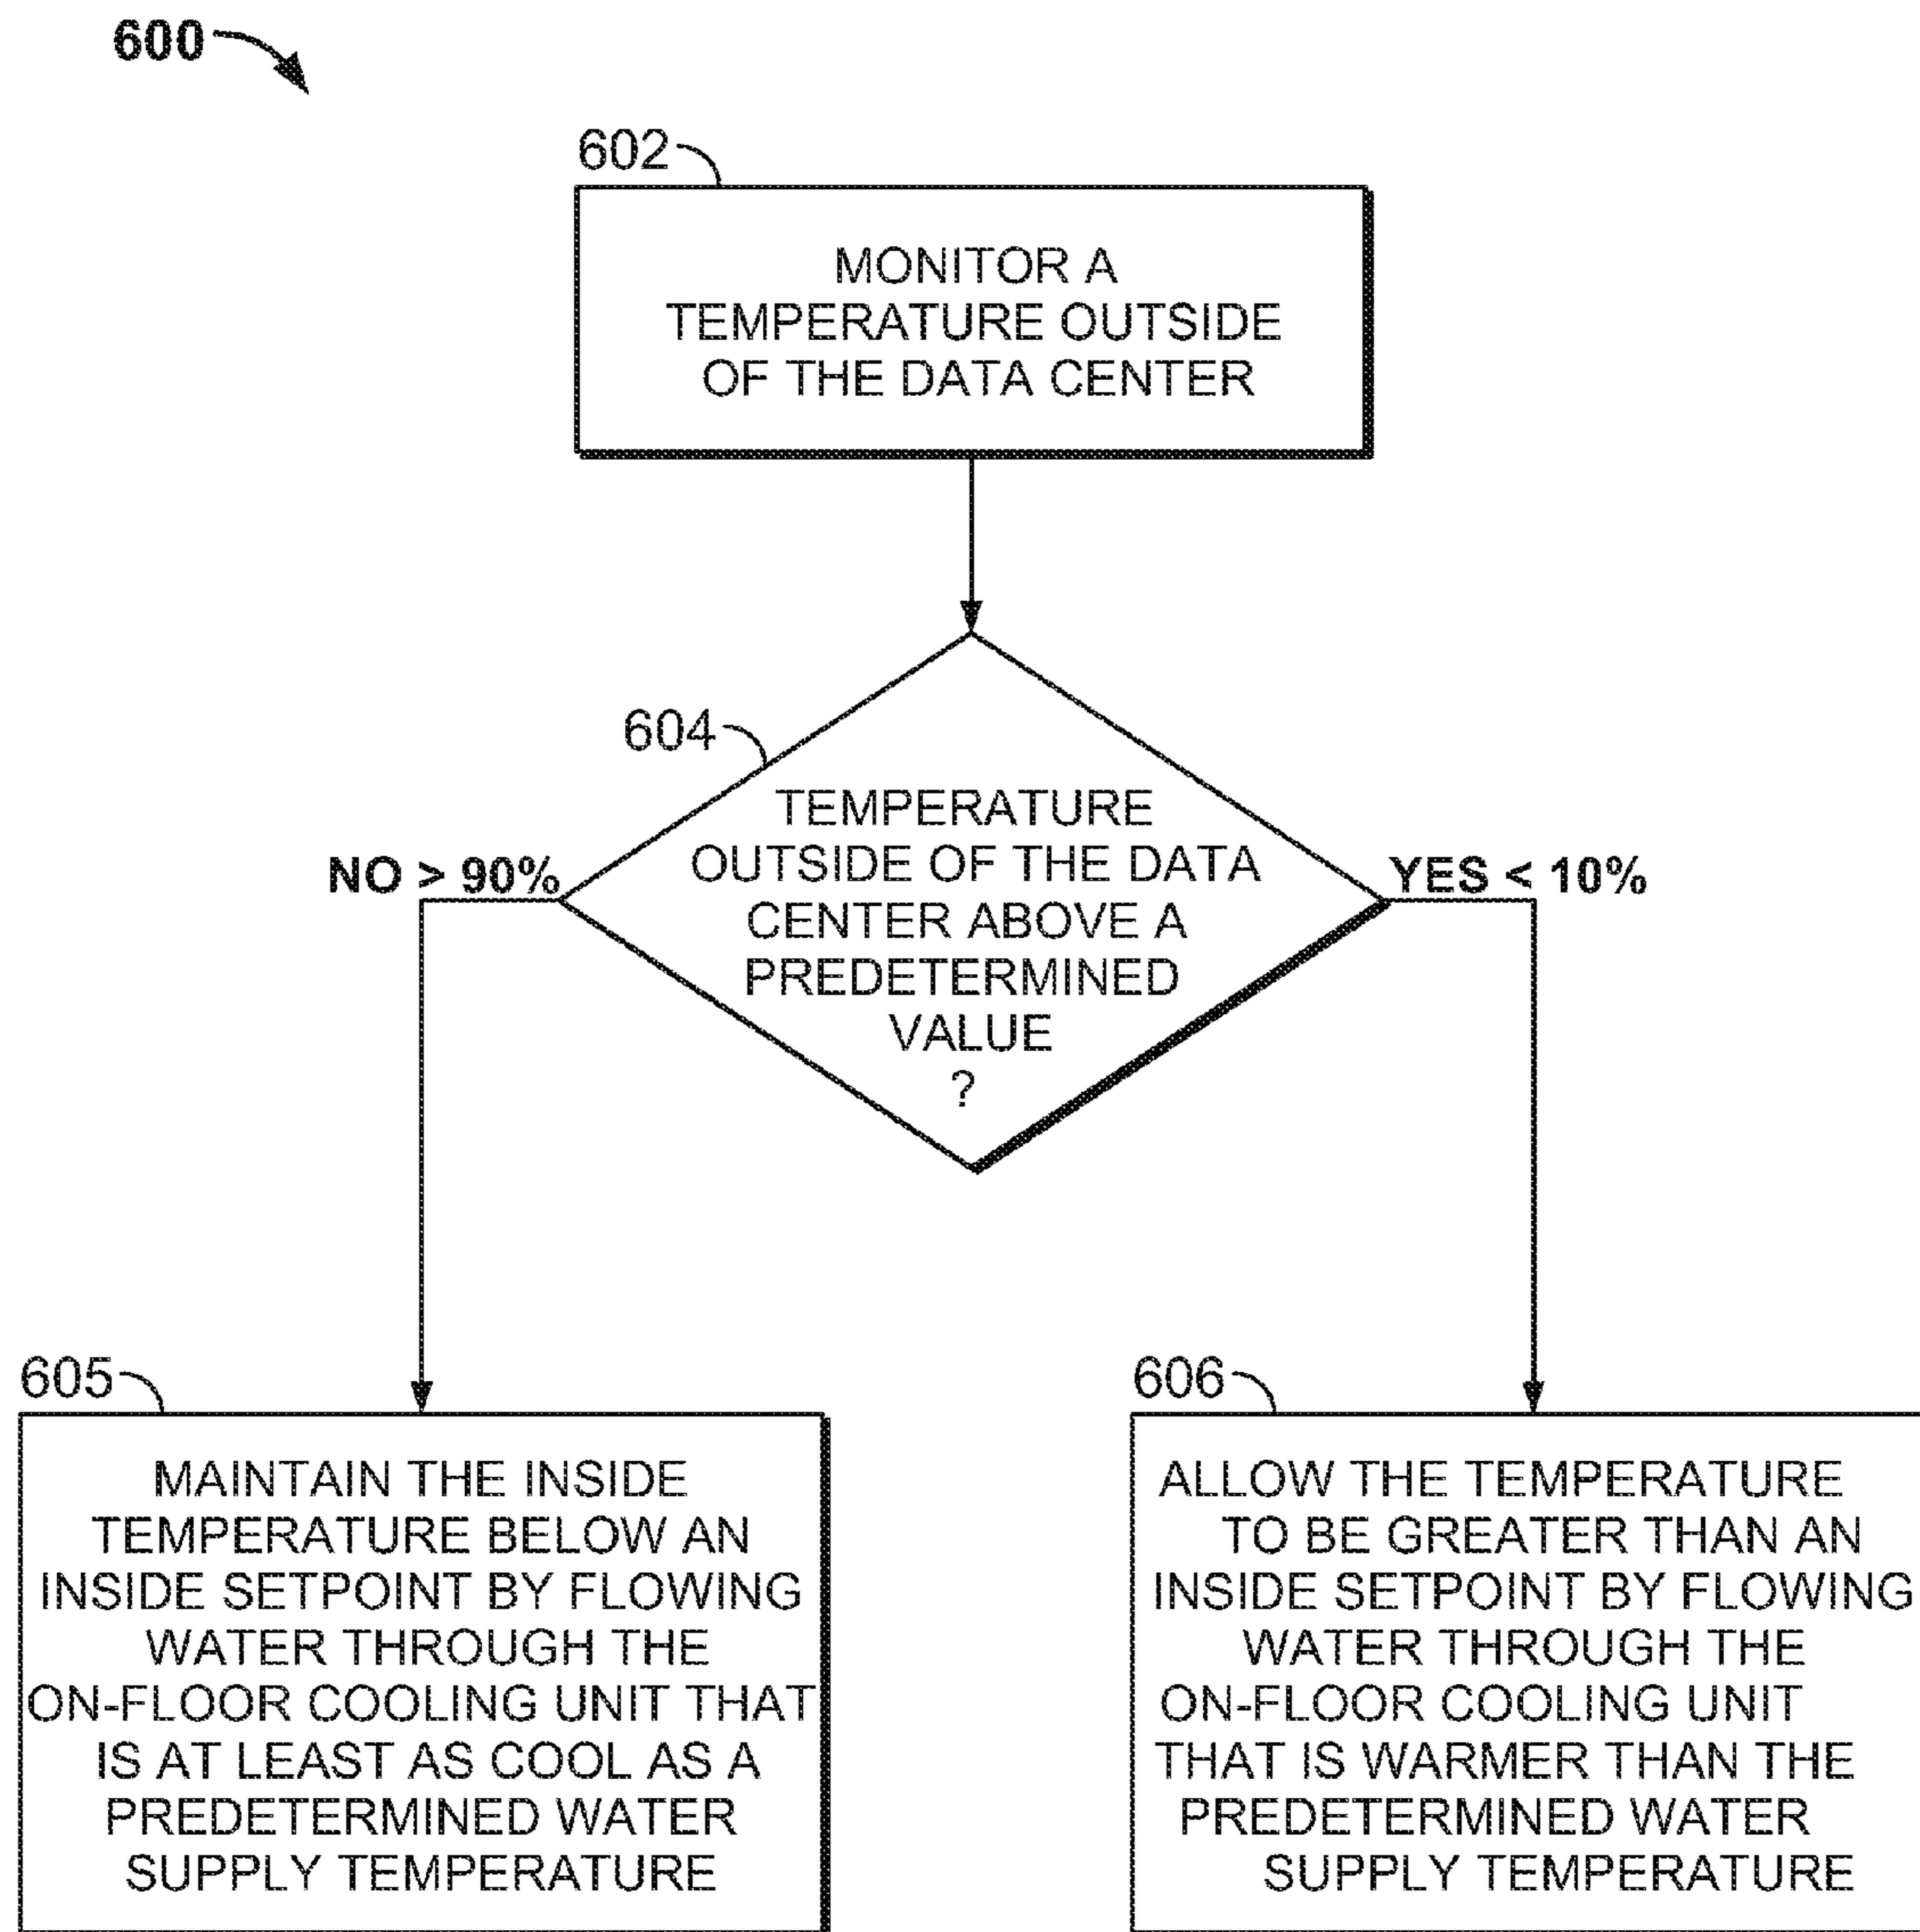 600
602
MONITOR A
TEMPERATURE OUTSIDE
OF THE DATA CENTER
604
TEMPERATURE
OUTSIDE OF THE DATA
CENTER ABOVE A
PREDETERMINED
VALUE
?
NO > 90%
YES < 10%
605
MAINTAIN THE INSIDE
TEMPERATURE BELOW AN
INSIDE SETPOINT BY FLOWING
WATER THROUGH THE
ON-FLOOR COOLING UNIT THAT
IS AT LEAST AS COOL AS A
PREDETERMINED WATER
SUPPLY TEMPERATURE
606
ALLOW THE TEMPERATURE
TO BE GREATER THAN AN
INSIDE SETPOINT BY FLOWING
WATER THROUGH THE
ON-FLOOR COOLING UNIT
THAT IS WARMER THAN THE
PREDETERMINED WATER
SUPPLY TEMPERATURE